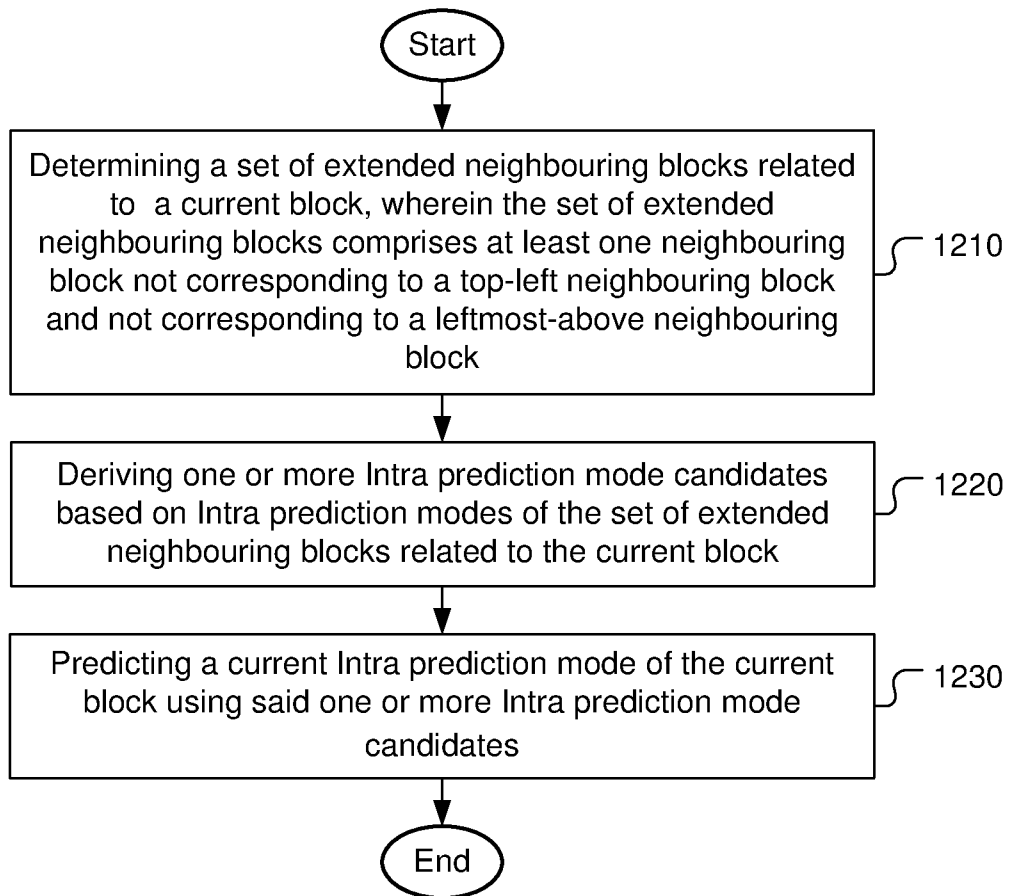 Start
Determining a set of extended neighbouring blocks related
to a current block, wherein the set of extended
neighbouring blocks comprises at least one neighbouring
block not corresponding to a top-left neighbouring block
and not corresponding to a leftmost-above neighbouring
block
1210
Deriving one or more Intra prediction mode candidates
based on Intra prediction modes of the set of extended
neighbouring blocks related to the current block
1220
Predicting a current Intra prediction mode of the current
block using said one or more Intra prediction mode
candidates
1230
End